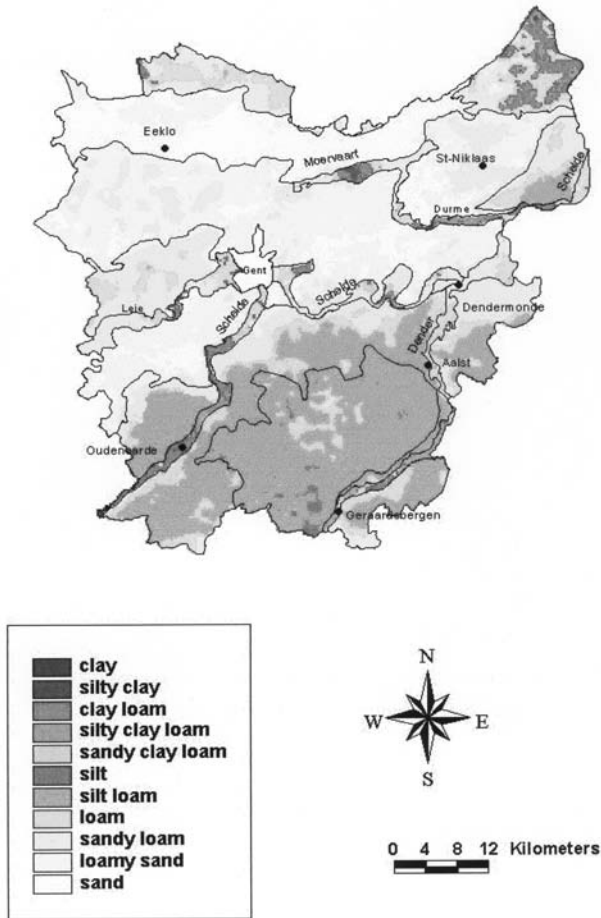 Eeklo
Moervaart
St-Niklaas
Schelde
Durme
Gent
Schelde
Leie
Schelde
Dendermonde
Dender
Aalst
Oudenaarde
Geraardsbergen
clay
silty clay
clay loam
silty clay loam
sandy clay loam
silt
silt loam
loam
sandy loam
loamy sand
sand
N
W E
S
0 4 8 12 Kilometers